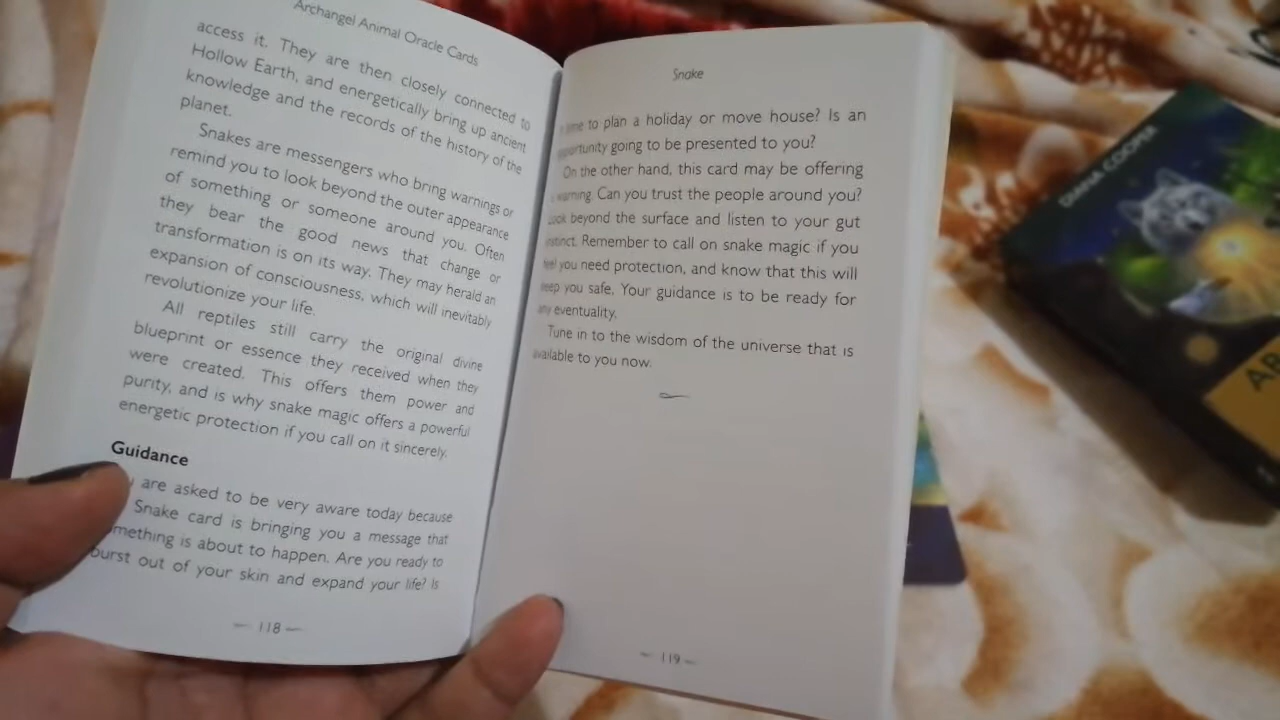 Archangel Animal Oracle Cards
access it. They are then closely connected to
Hollow Earth, and energetically bring up ancient
knowledge and the records of the history of the
planet.
Snakes are messengers who bring warnings or
remind you to look beyond the outer appearance
of something or someone around you. Often
they bear the good news that change or
transformation is on its way. They may herald an
expansion of consciousness, which will inevitably
revolutionize your life.
All reptiles still carry the original divine
blueprint or essence they received when they
were created. This offers them power and
purity, and is why snake magic offers a powerful
energetic protection if you call on it sincerely.
Guidance
are asked to be very aware today because
Snake card is bringing you a message that
mething is about to happen. Are you ready to
burst out of your skin and expand your life? Is
— 118 —
Snake
time to plan a holiday or move house? Is an
opportunity going to be presented to you?
On the other hand, this card may be offering
warning. Can you trust the people around you?
Look beyond the surface and listen to your gut
instinct. Remember to call on snake magic if you
feel you need protection, and know that this will
keep you safe. Your guidance is to be ready for
any eventuality.
Tune in to the wisdom of the universe that is
available to you now.
— 119 —
DIANA COOPER
AR